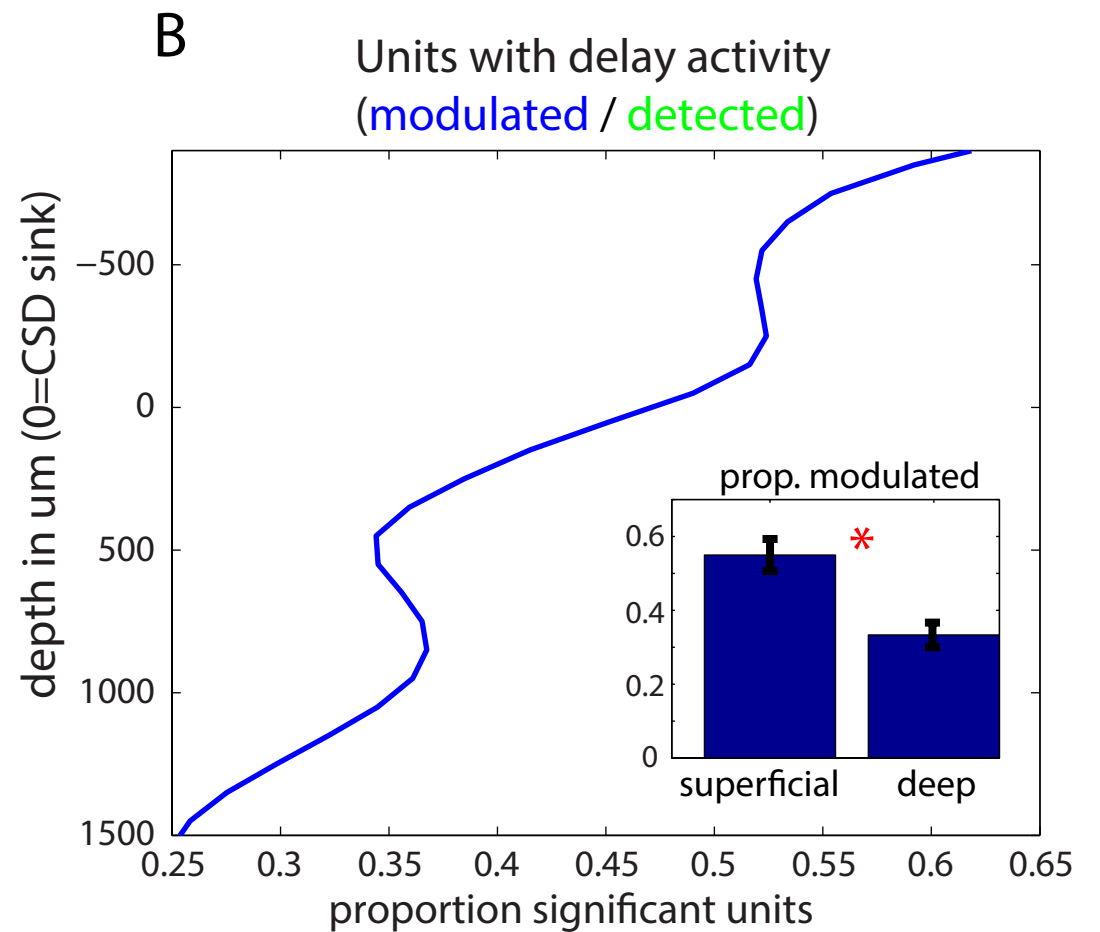 B
Units with delay activity
(modulated / detected)
depth in um (0=CSD sink)
−500
0
500
1000
1500
prop. modulated
0.6
*
0.4
0.2
0
superficial deep
0.25 0.3 0.35 0.4 0.45 0.5 0.55 0.6 0.65
proportion significant units